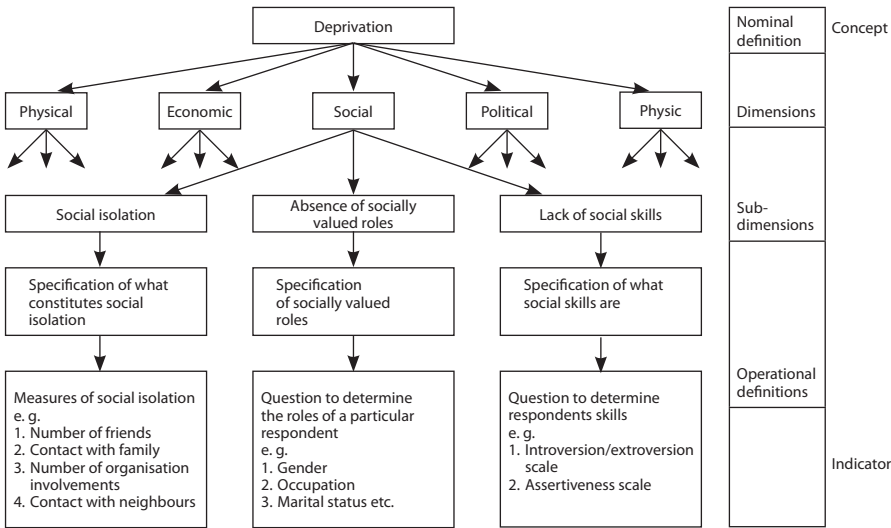 Deprivation
Physical
Economic
Social
Political
Physic
Social isolation
Absence of socially
valued roles
Lack of social skills
Specification of what
constitutes social
isolation
Specification
of socially valued
roles
Specification of what
social skills are
Measures of social isolation
e. g.
1. Number of friends
2. Contact with family
3. Number of organisation
involvements
4. Contact with neighbours
Question to determine
the roles of a particular
respondent
e. g.
1. Gender
2. Occupation
3. Marital status etc.
Question to determine
respondents skills
e. g.
1. Introversion/extroversion
scale
2. Assertiveness scale
Nominal
definition
Concept
Dimensions
Sub-
dimensions
Operational
definitions
Indicator